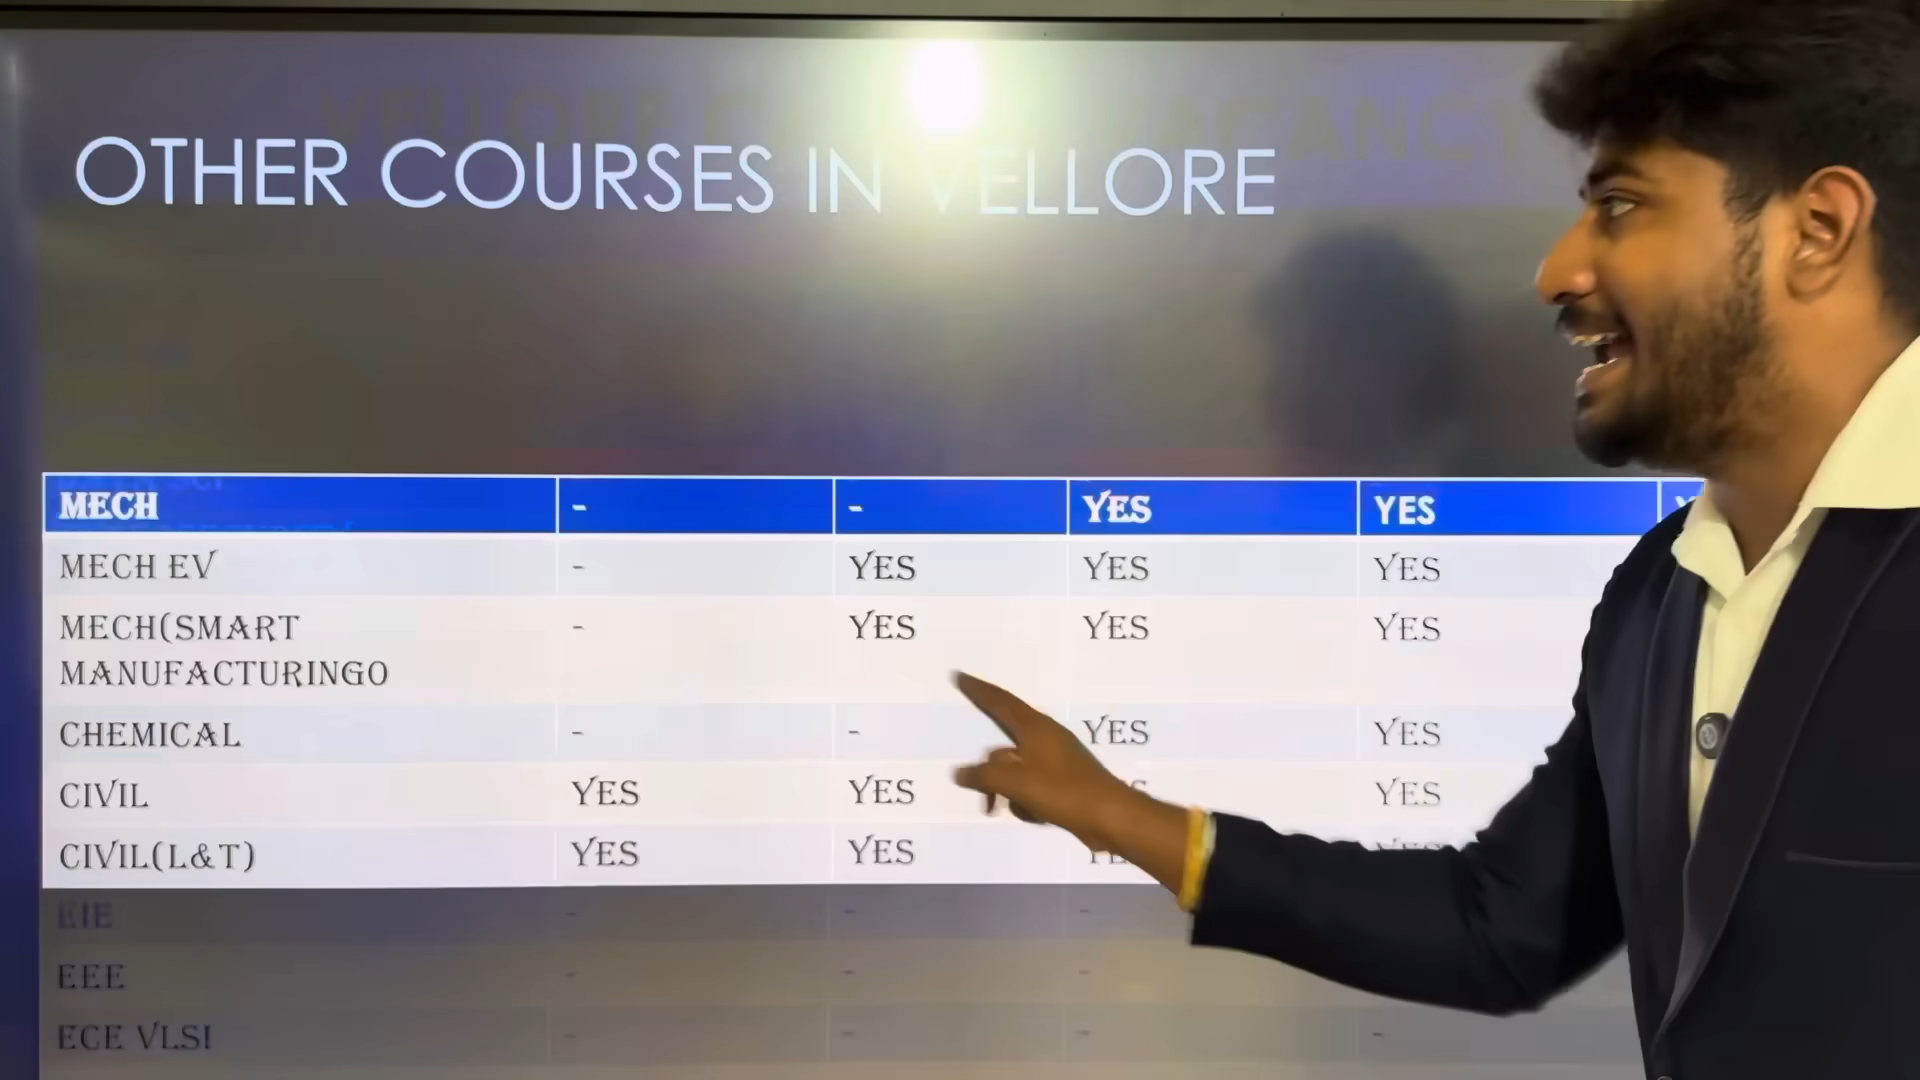 OTHER COURSES IN VELLORE
MECH - - YES YES
MECH EV - YES YES YES
MECH(SMART - YES YES YES
MANUFACTURINGO
CHEMICAL - - YES YES
CIVIL YES YES YES
CIVIL(L&T) YES YES
EIE - - -
EEE - - -
ECE VLSI - - - -